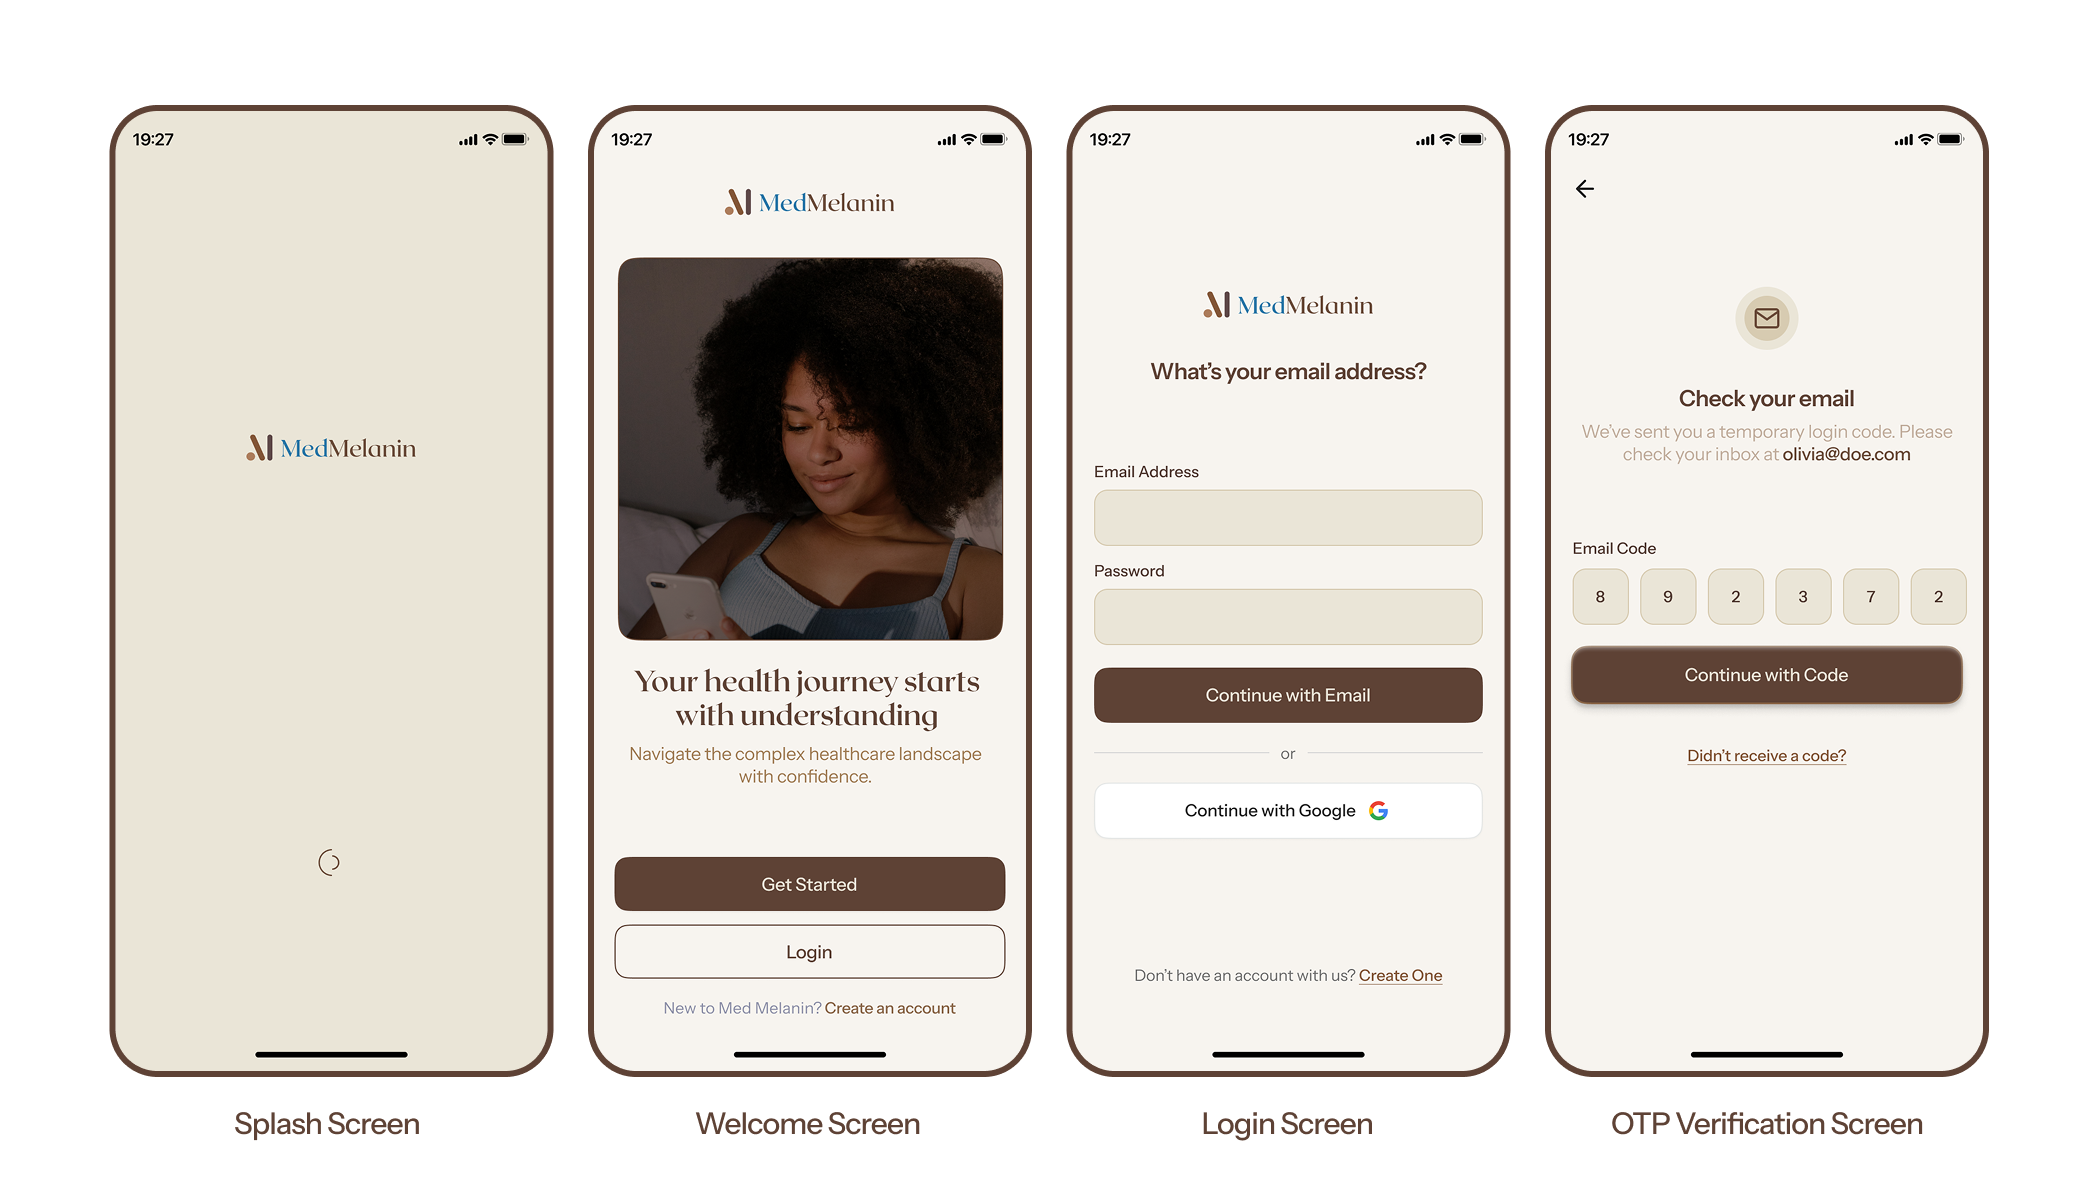 19:27
MedMelanin
Splash Screen
19:27
MedMelanin
Your health journey starts
with understanding
Navigate the complex healthcare landscape
with confidence.
Get Started
Login
New to Med Melanin? Create an account
Welcome Screen
19:27
MedMelanin
What's your email address?
Email Address
Password
Continue with Email
or
Continue with Google
Don't have an account with us? Create One
Login Screen
19:27
Check your email
We've sent you a temporary login code. Please
check your inbox at olivia@doe.com
Email Code
8 9 2 3 7 2
Continue with Code
Didn't receive a code?
OTP Verification Screen